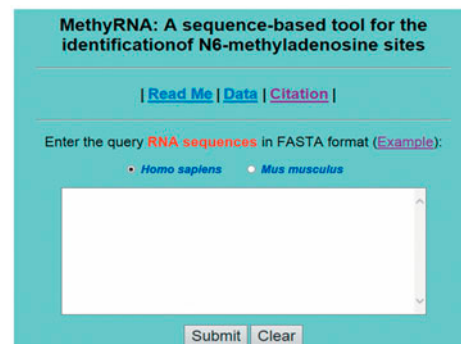 MethyRNA: A sequence-based tool for the
identificationof N6-methyladenosine sites
| Read Me | Data | Citation |
Enter the query RNA sequences in FASTA format (Example):
Homo sapiens Mus musculus
Submit Clear